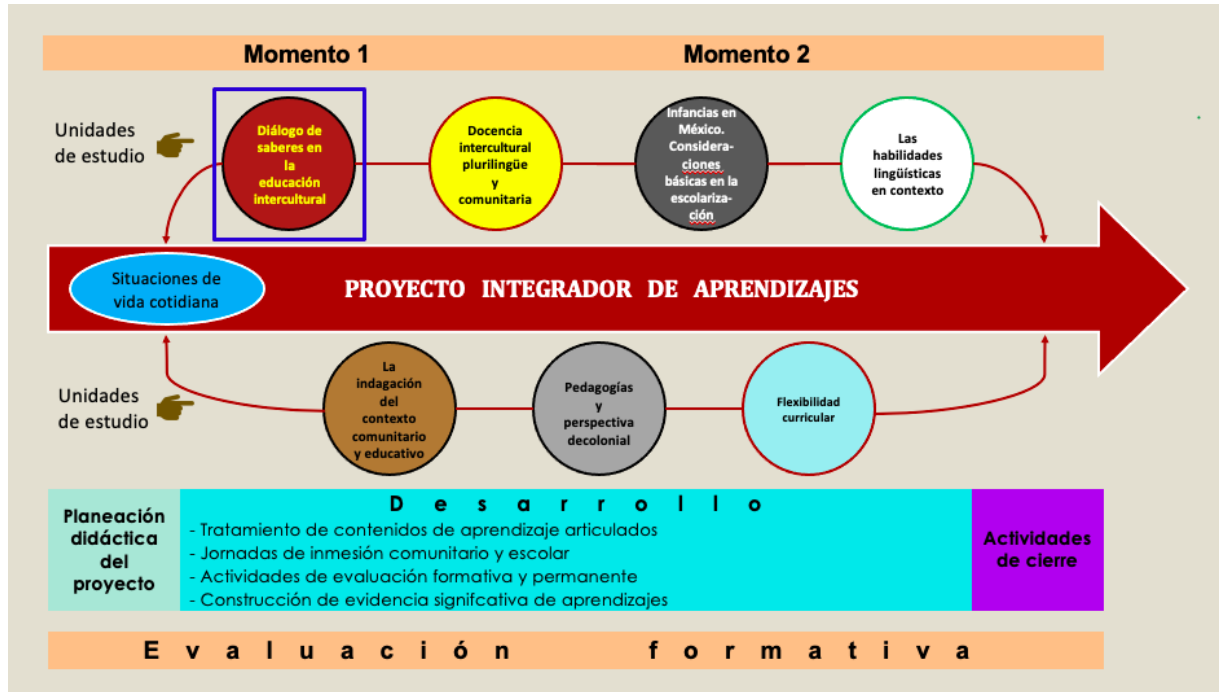 Momento 1
Momento 2
Unidades
de estudio
Diálogo de
saberes en
la
educación
intercultural
Docencia
intercultural
plurilingüe
y
comunitaria
Infancias en
México.
Considera-
ciones
básicas en la
escolariza-
ción
Las
habilidades
lingüísticas
en contexto
Situaciones de
vida cotidiana
PROYECTO INTEGRADOR DE APRENDIZAJES
Unidades
de estudio
La
indagación
del
contexto
comunitario
y educativo
Pedagogías
y
perspectiva
decolonial
Flexibilidad
curricular
Planeación
didáctica
del
proyecto
D e s a r r o l l o
- Tratamiento de contenidos de aprendizaje articulados
- Jornadas de inmesión comunitario y escolar
- Actividades de evaluación formativa y permanente
- Construcción de evidencia signifcativa de aprendizajes
Actividades
de cierre
E v a l u a c i ó n f o r m a t i v a